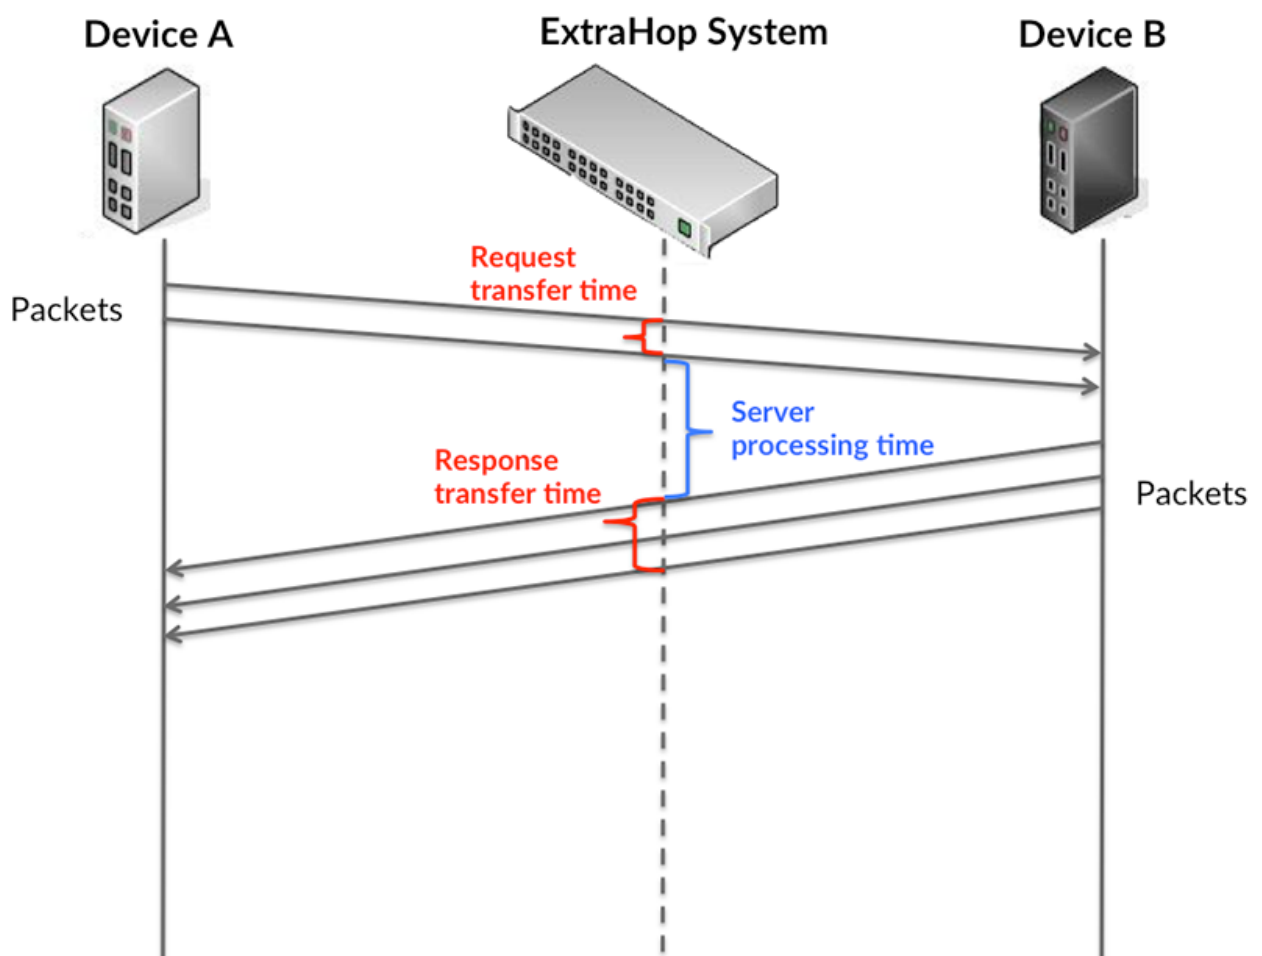 Device A
ExtraHop System
Device B
Request
transfer time
Packets
Server
processing time
Response
transfer time
Packets